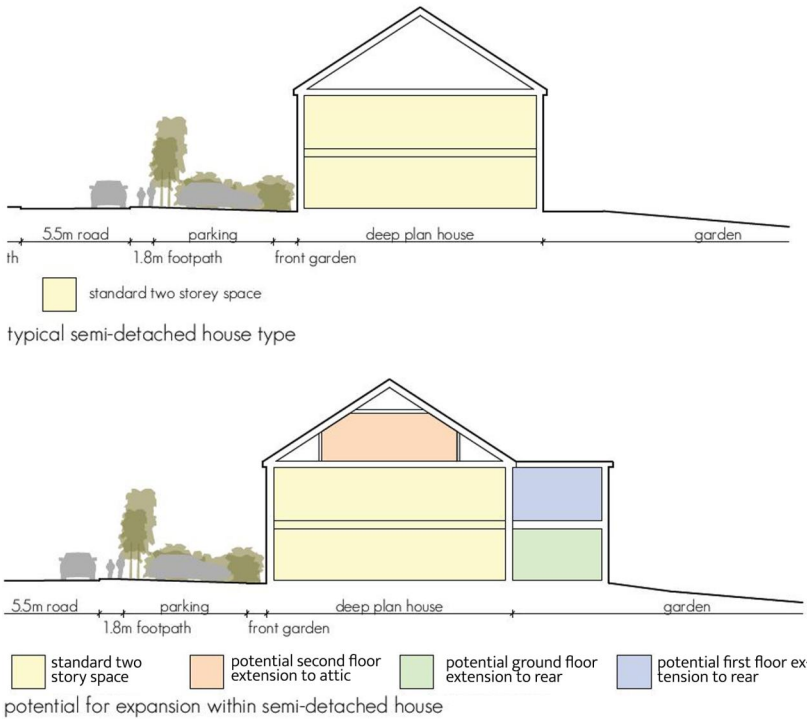 5.5m road parking deep plan house garden
th 1.8m footpath front garden
standard two storey space
typical semi-detached house type
5.5m road parking deep plan house garden
1.8m footpath front garden
standard two
story space
potential second floor
extension to attic
potential ground floor
extension to rear
potential first floor ex-
tension to rear
potential for expansion within semi-detached house